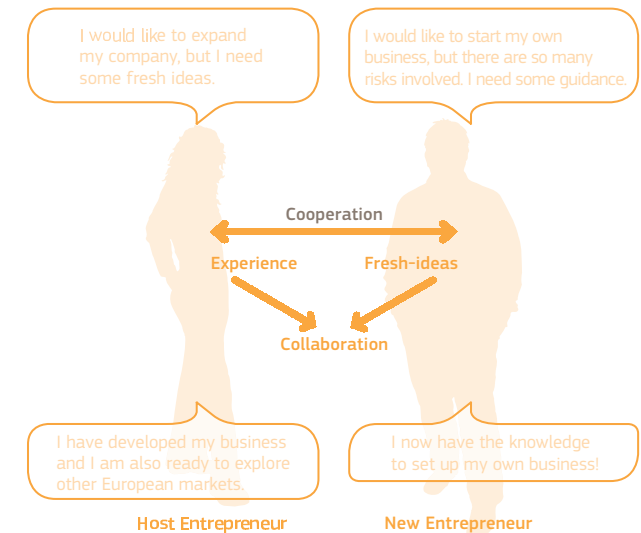 I would like to expand
my company, but I need
some fresh ideas.
I would like to start my own
business, but there are so many
risks involved. I need some guidance.
Cooperation
Experience
Fresh-ideas
Collaboration
I have developed my business
and I am also ready to explore
other European markets.
I now have the knowledge
to set up my own business!
Host Entrepreneur
New Entrepreneur